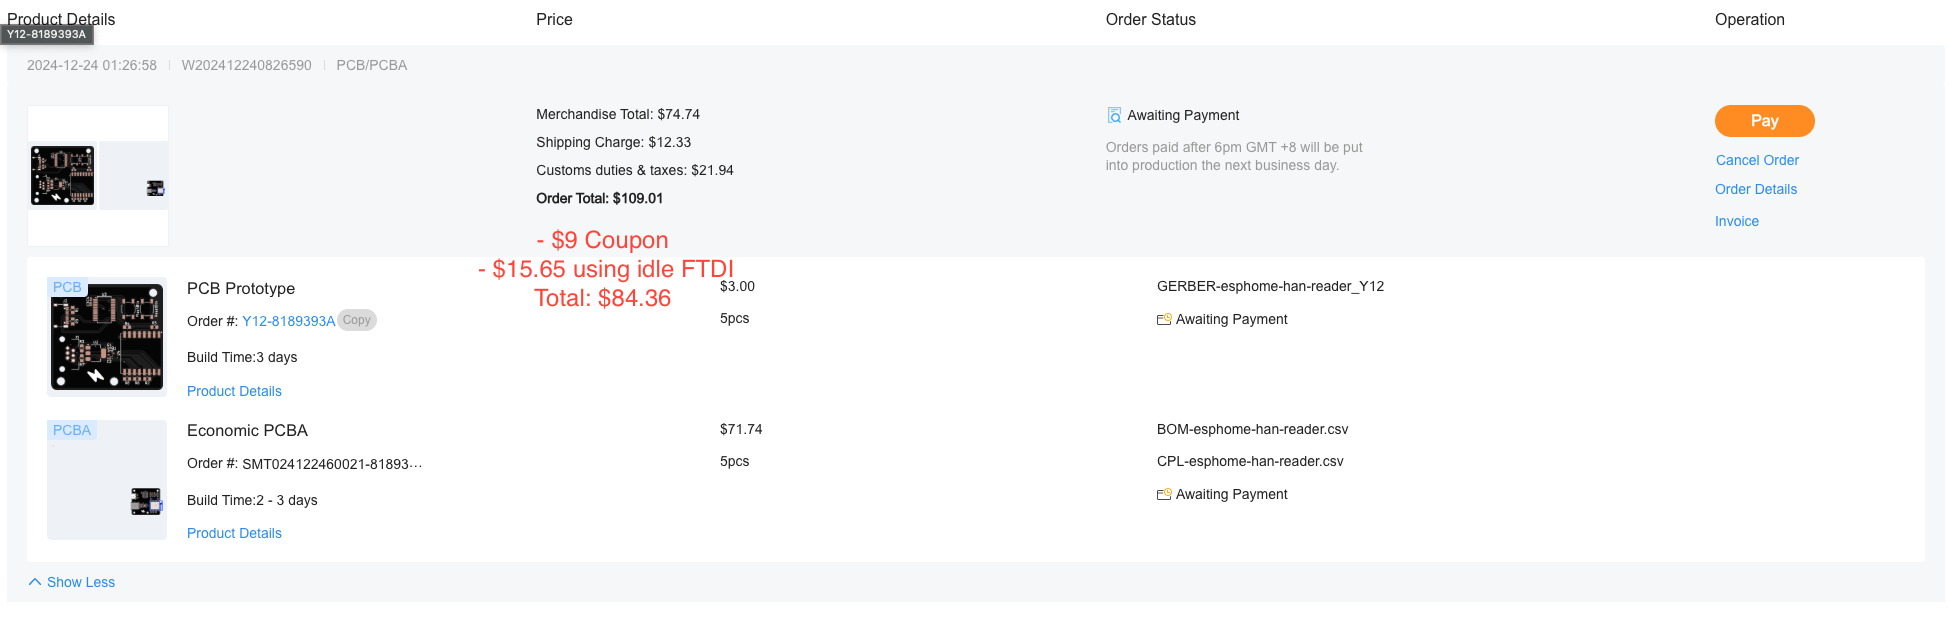 Product Details
Price
Order Status
Operation
Y12-8189393A
2024-12-24 01:26:58
W202412240826590
PCB/PCBA
Merchandise Total: $74.74
Shipping Charge: $12.33
Customs duties & taxes: $21.94
Order Total: $109.01
- $9 Coupon
- $15.65 using idle FTDI
Total: $84.36
Awaiting Payment
Orders paid after 6pm GMT +8 will be put
into production the next business day.
Pay
Cancel Order
Order Details
Invoice
PCB
PCB Prototype
Order #: Y12-8189393A Copy
Build Time:3 days
Product Details
$3.00
5pcs
GERBER-esphome-han-reader_Y12
Awaiting Payment
PCBA
Economic PCBA
Order #: SMT024122460021-81893...
Build Time:2 - 3 days
Product Details
$71.74
5pcs
BOM-esphome-han-reader.csv
CPL-esphome-han-reader.csv
Awaiting Payment
Show Less